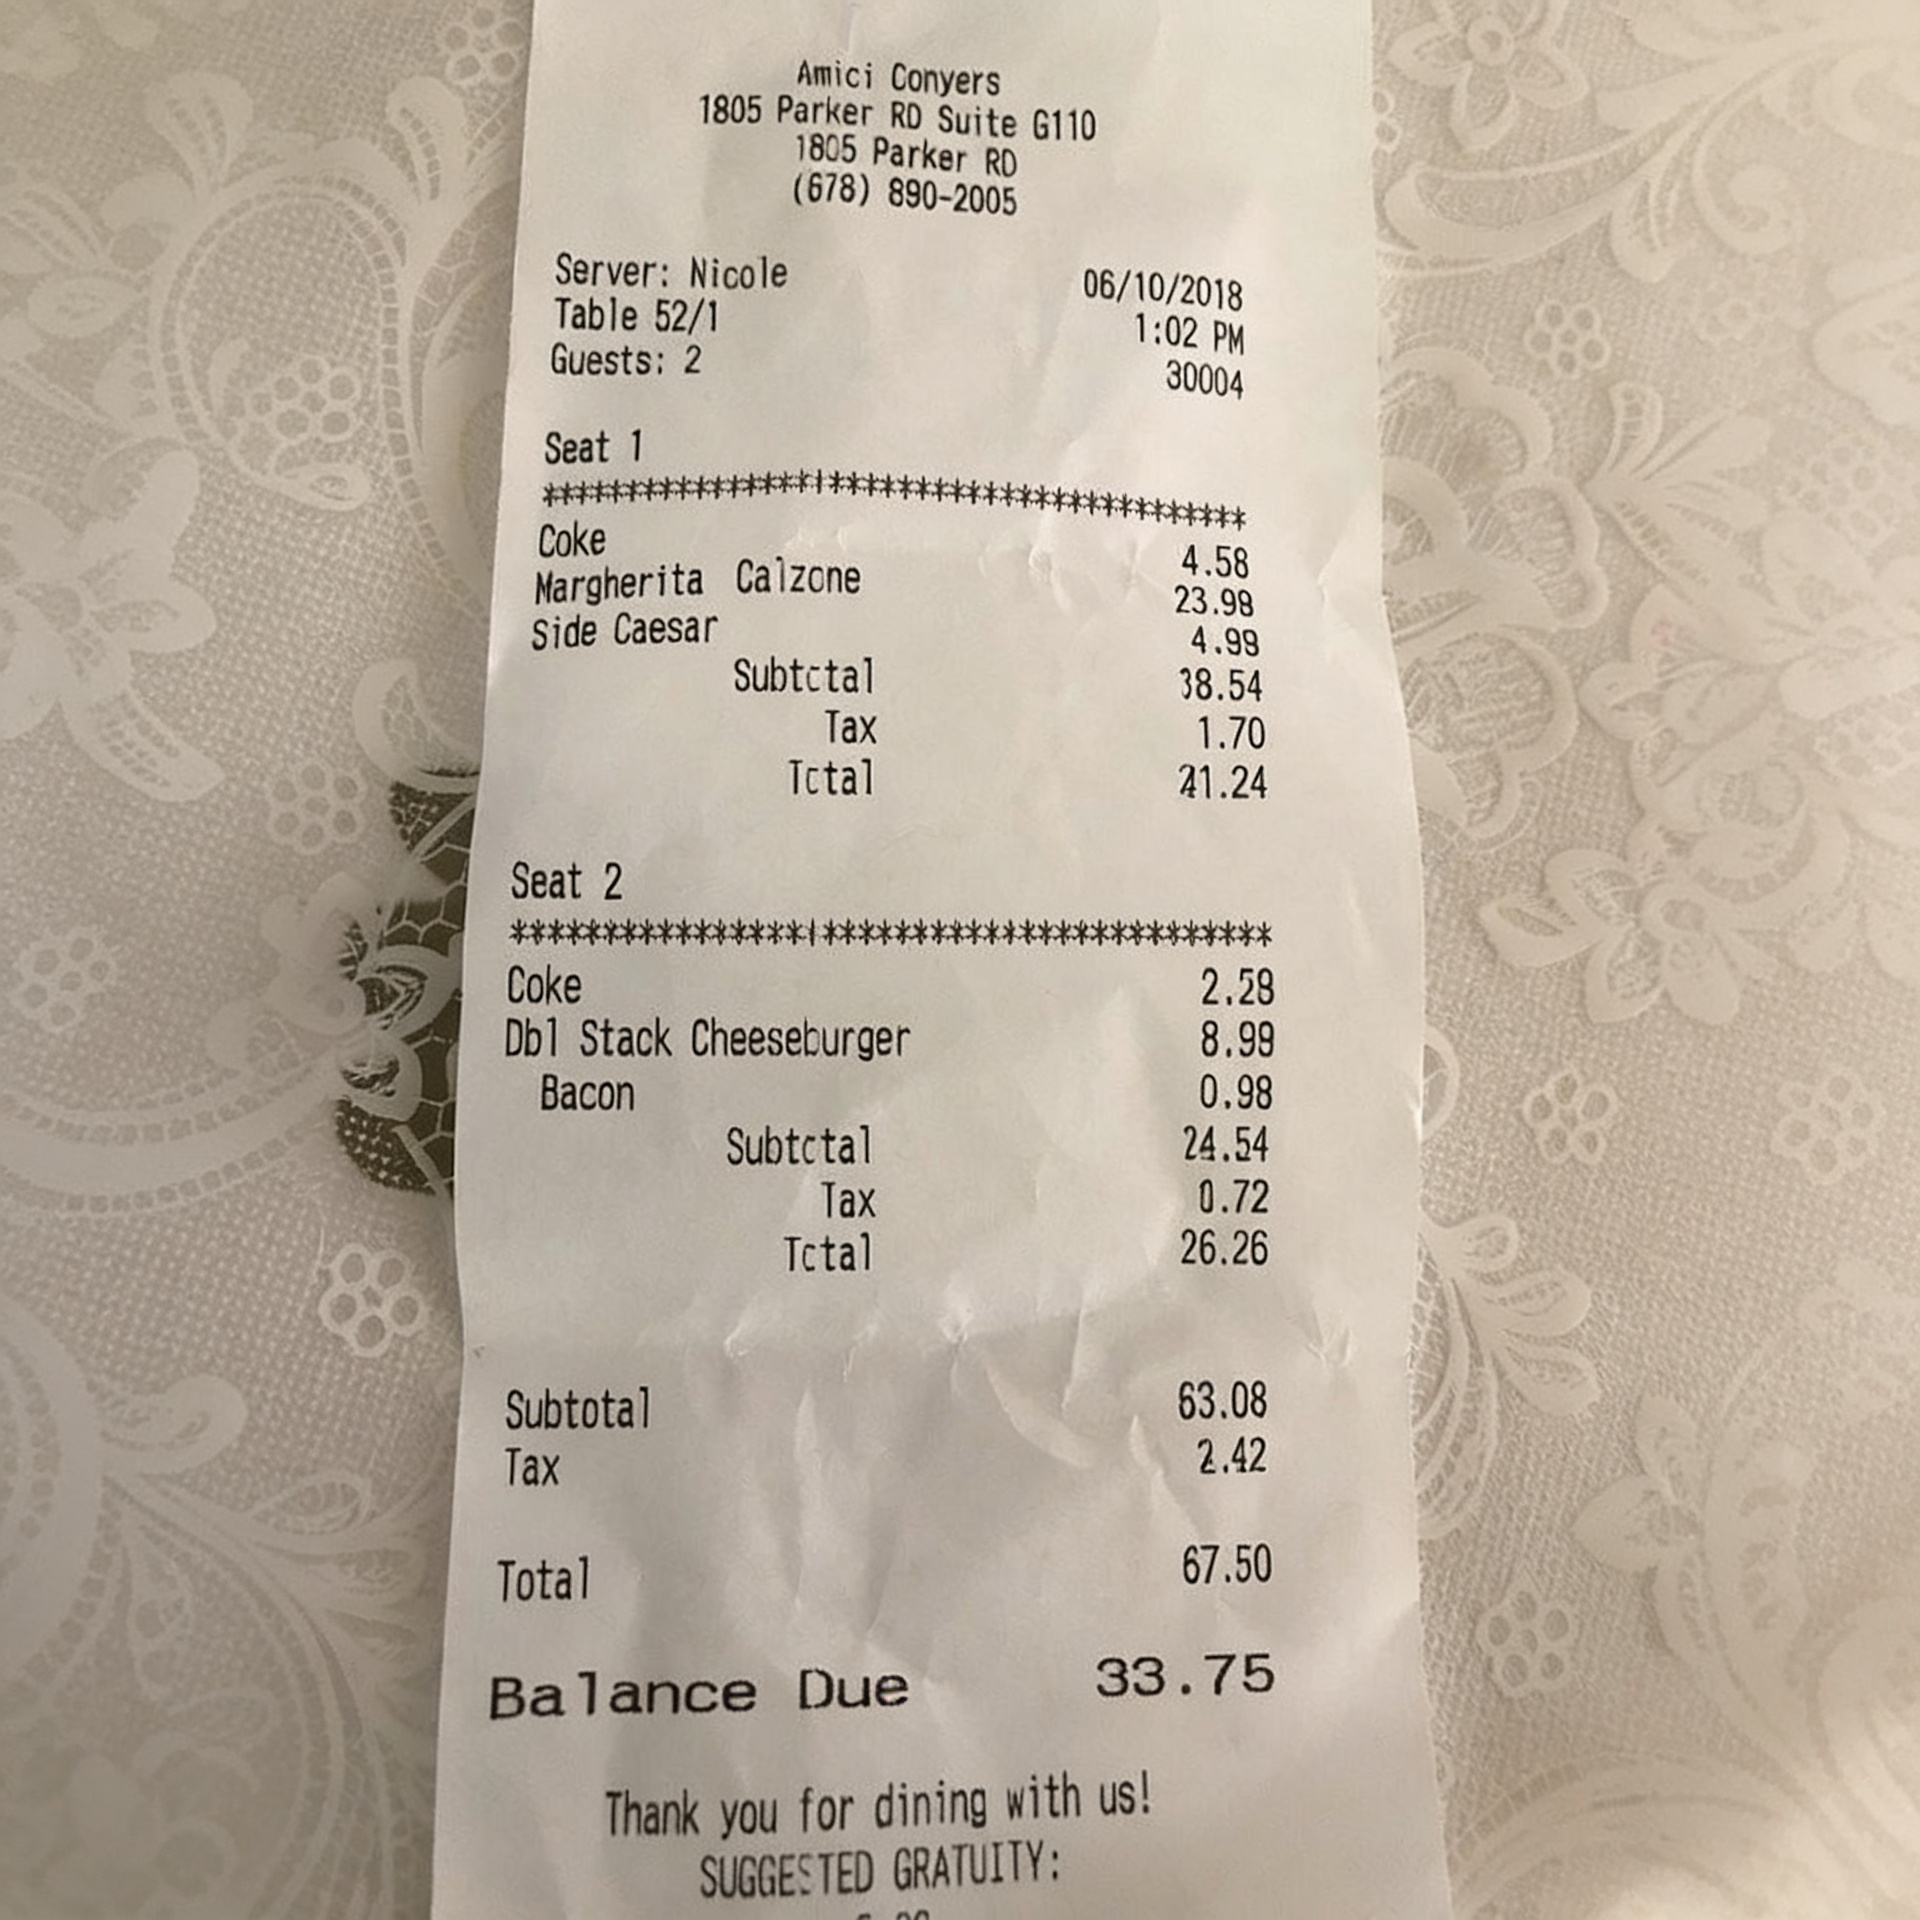 Amici Conyers
1805 Parker RD Suite G110
1805 Parker RD
(678) 890-2005
Server: Nicole 06/10/2018
Table 52/1 1:02 PM
Guests: 2 30004
Seat 1
****************************************
Coke 4.58
Margherita Calzone 23.98
Side Caesar 4.99
Subtotal 38.54
Tax 1.70
Total 41.24
Seat 2
****************************************
Coke 2.58
Dbl Stack Cheeseburger 8.99
Bacon 0.98
Subtotal 24.54
Tax 0.72
Total 26.26
Subtotal 63.08
Tax 2.42
Total 67.50
Balance Due 33.75
Thank you for dining with us!
SUGGESTED GRATUITY: